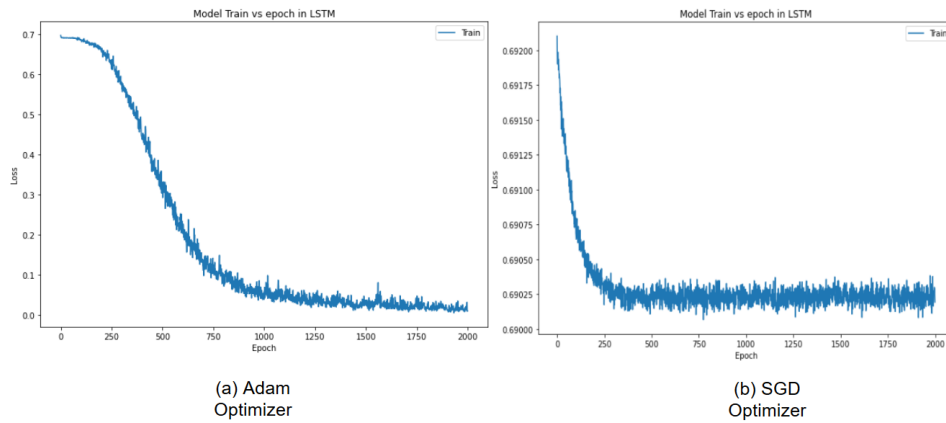 Model Train vs epoch in LSTM
Train
0.7
0.6
0.5
0.4
0.3
0.2
0.1
0.0
Loss
0 250 500 750 1000 1250 1500 1750 2000
Epoch
(a) Adam
Optimizer
Model Train vs epoch in LSTM
Train
0.69200
0.69175
0.69150
0.69125
0.69100
0.69075
0.69050
0.69025
0.69000
Loss
0 250 500 750 1000 1250 1500 1750 2000
Epoch
(b) SGD
Optimizer